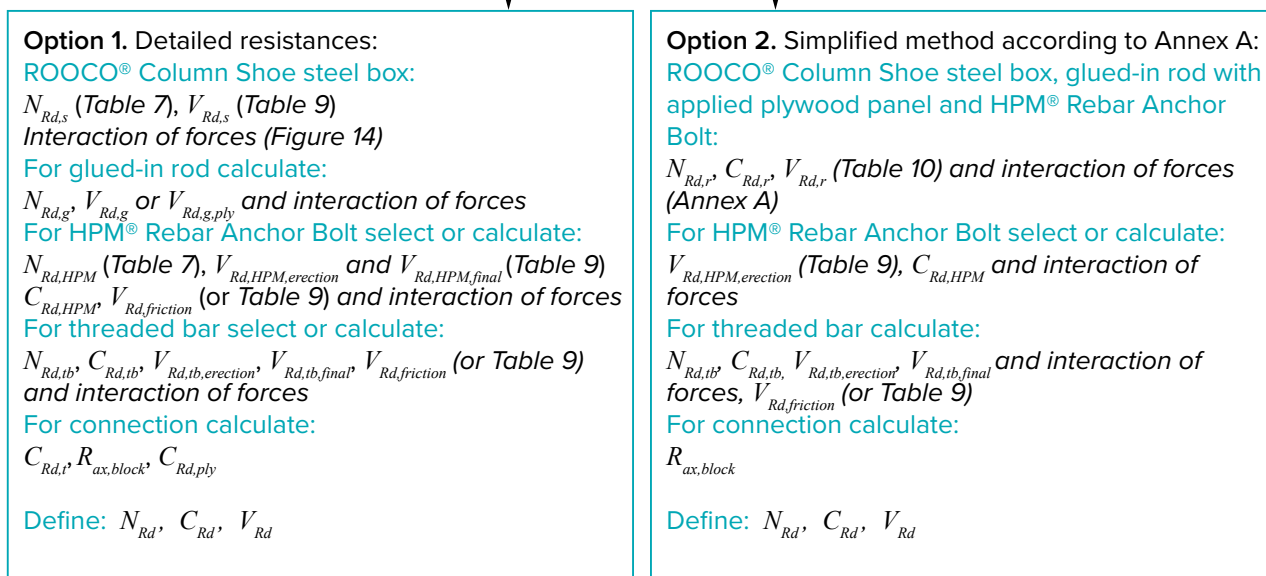 Option 1. Detailed resistances:
ROOCO® Column Shoe steel box:
N_Rd,s (Table 7), V_Rd,s (Table 9)
Interaction of forces (Figure 14)
For glued-in rod calculate:
N_Rd,g, V_Rd,g or V_Rd,g,ply and interaction of forces
For HPM® Rebar Anchor Bolt select or calculate:
N_Rd,HPM (Table 7), V_Rd,HPM,erection and V_Rd,HPM,final (Table 9)
C_Rd,HPM, V_Rd,friction (or Table 9) and interaction of forces
For threaded bar select or calculate:
N_Rd,tb, C_Rd,tb, V_Rd,tb,erection, V_Rd,tb,final, V_Rd,friction (or Table 9)
and interaction of forces
For connection calculate:
C_Rd,t, R_ax,block, C_Rd,ply
Define: N_Rd, C_Rd, V_Rd
Option 2. Simplified method according to Annex A:
ROOCO® Column Shoe steel box, glued-in rod with
applied plywood panel and HPM® Rebar Anchor
Bolt:
N_Rd,r, C_Rd,r, V_Rd,r (Table 10) and interaction of forces
(Annex A)
For HPM® Rebar Anchor Bolt select or calculate:
V_Rd,HPM,erection (Table 9), C_Rd,HPM and interaction of
forces
For threaded bar calculate:
N_Rd,tb, C_Rd,tb, V_Rd,tb,erection, V_Rd,tb,final and interaction of
forces, V_Rd,friction (or Table 9)
For connection calculate:
R_ax,block
Define: N_Rd, C_Rd, V_Rd